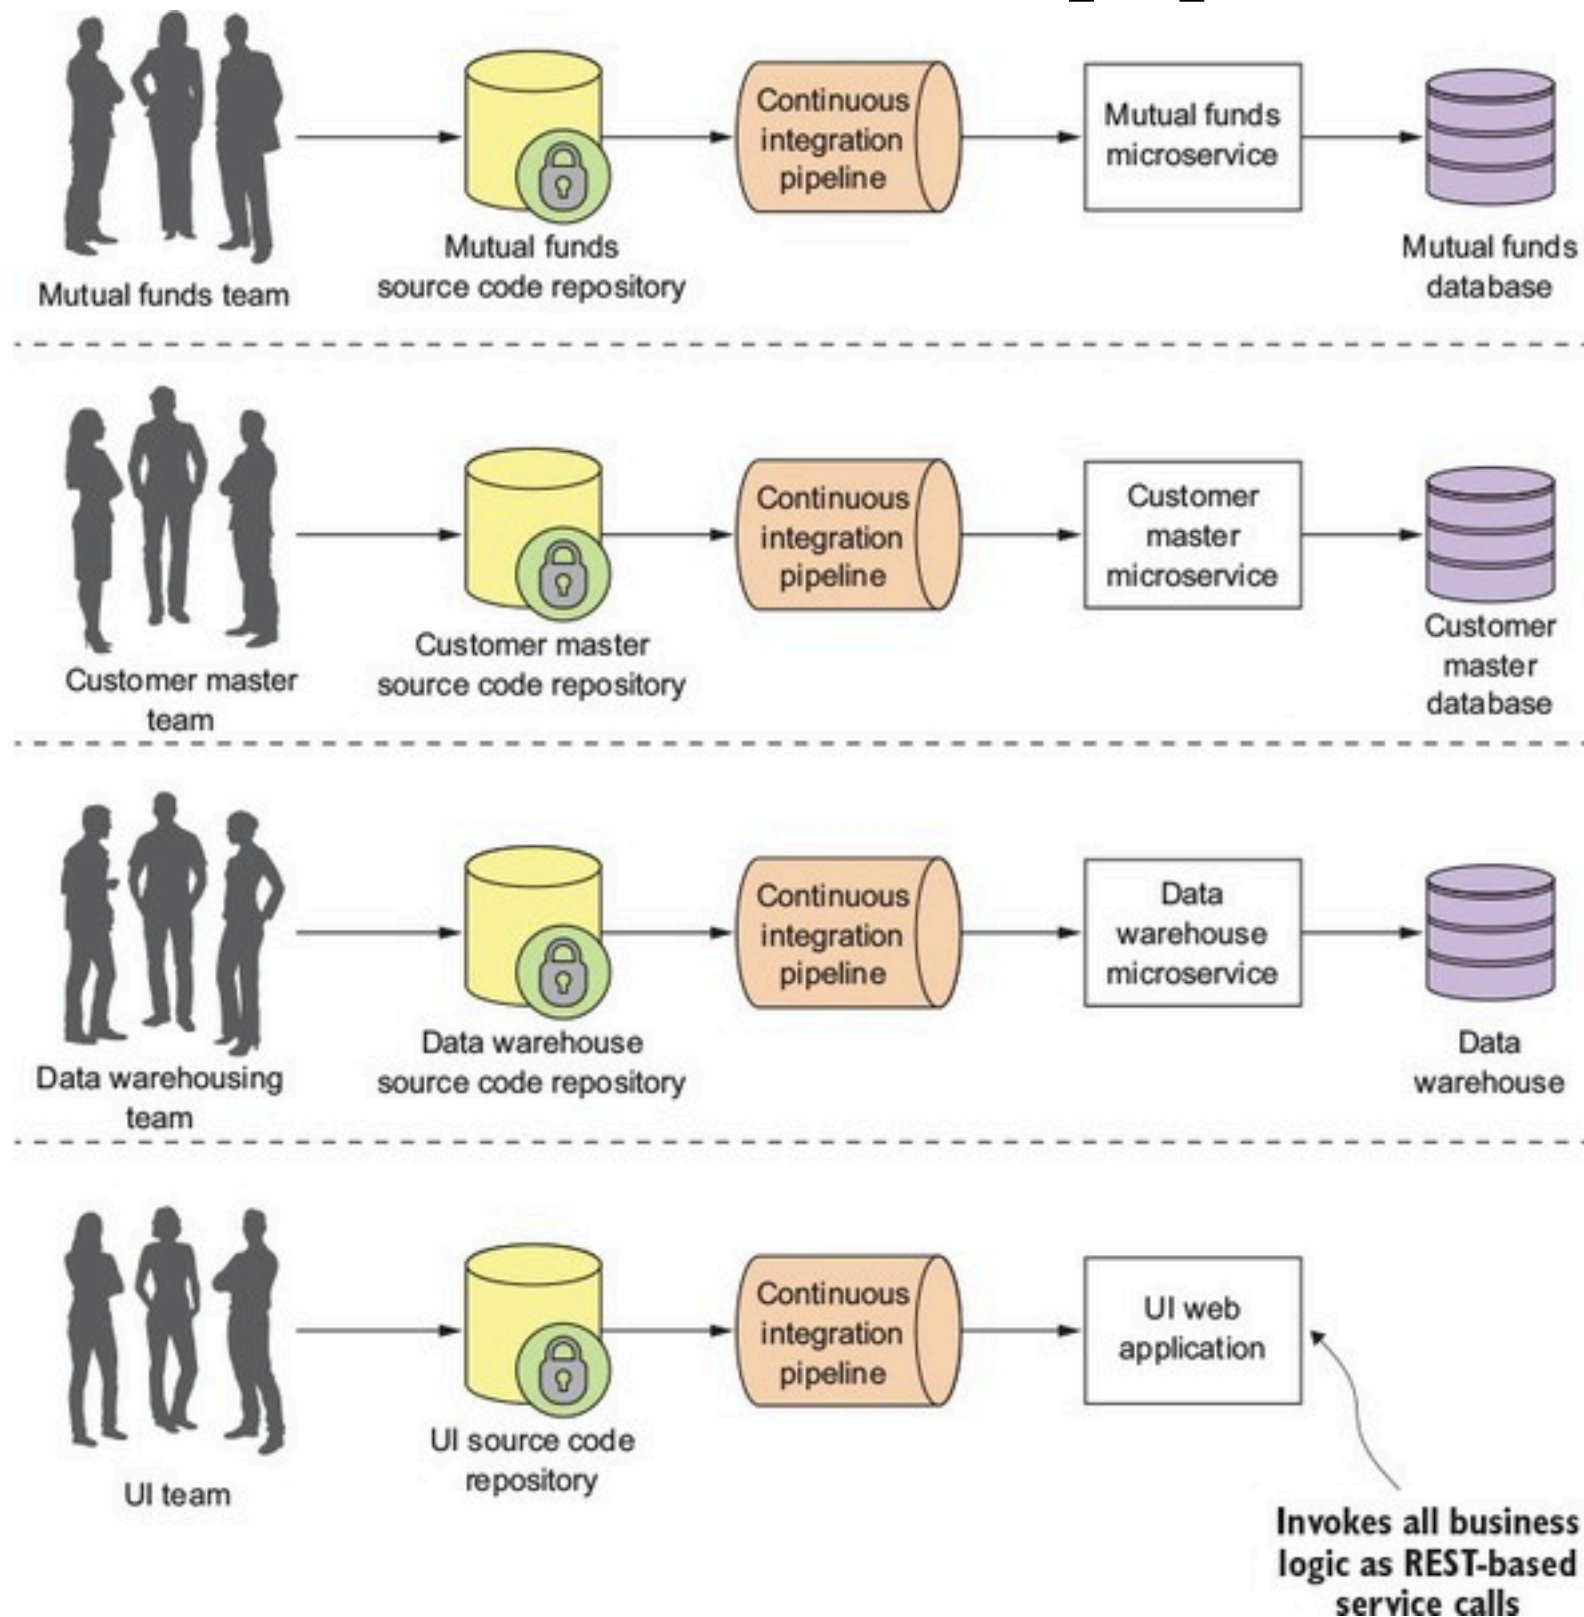 Continuous
integration
pipeline
Mutual funds
microservice
Mutual funds
source code repository
Mutual funds
database
Mutual funds team
Continuous
integration
pipeline
Customer
master
microservice
Customer master
source code repository
Customer
master
database
Customer master
team
Continuous
integration
pipeline
Data
warehouse
microservice
Data warehouse
source code repository
Data
warehouse
Data warehousing
team
Continuous
integration
pipeline
UI web
application
UI source code
repository
UI team
Invokes all business
logic as REST-based
service calls